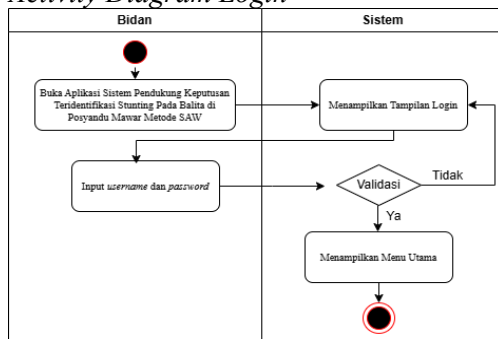 Activity Diagram Login
Bidan
Sistem
Buka Aplikasi Sistem Pendukung Keputusan
Teridentifikasi Stunting Pada Balita di
Posyandu Mawar Metode SAW
Menampilkan Tampilan Login
Input username dan password
Validasi
Tidak
Ya
Menampilkan Menu Utama